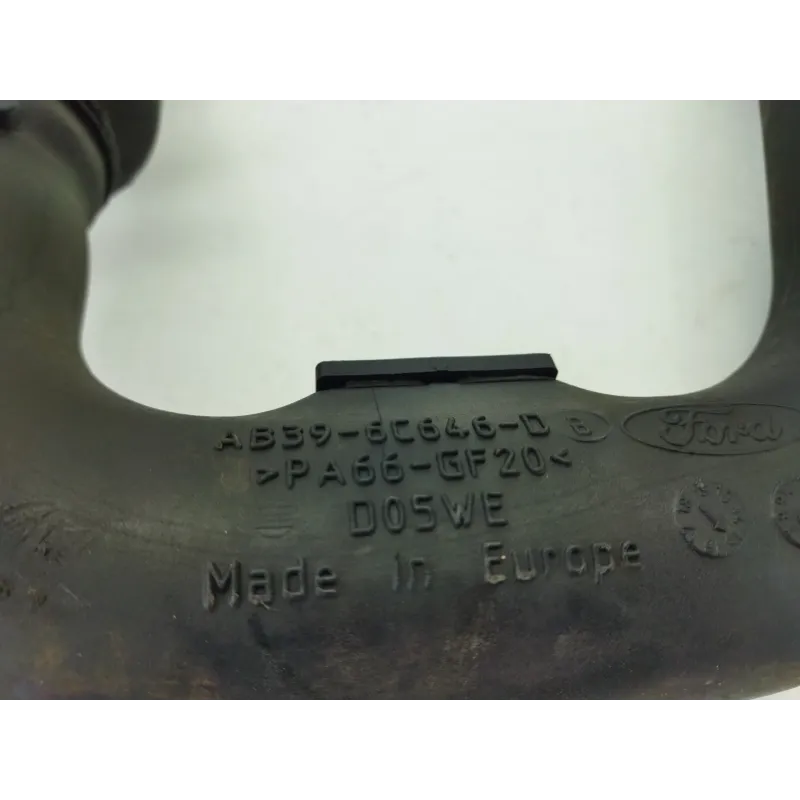 AB39-6C646-D B Ford
>PA66-GF20<
D05WE
Made in Europe